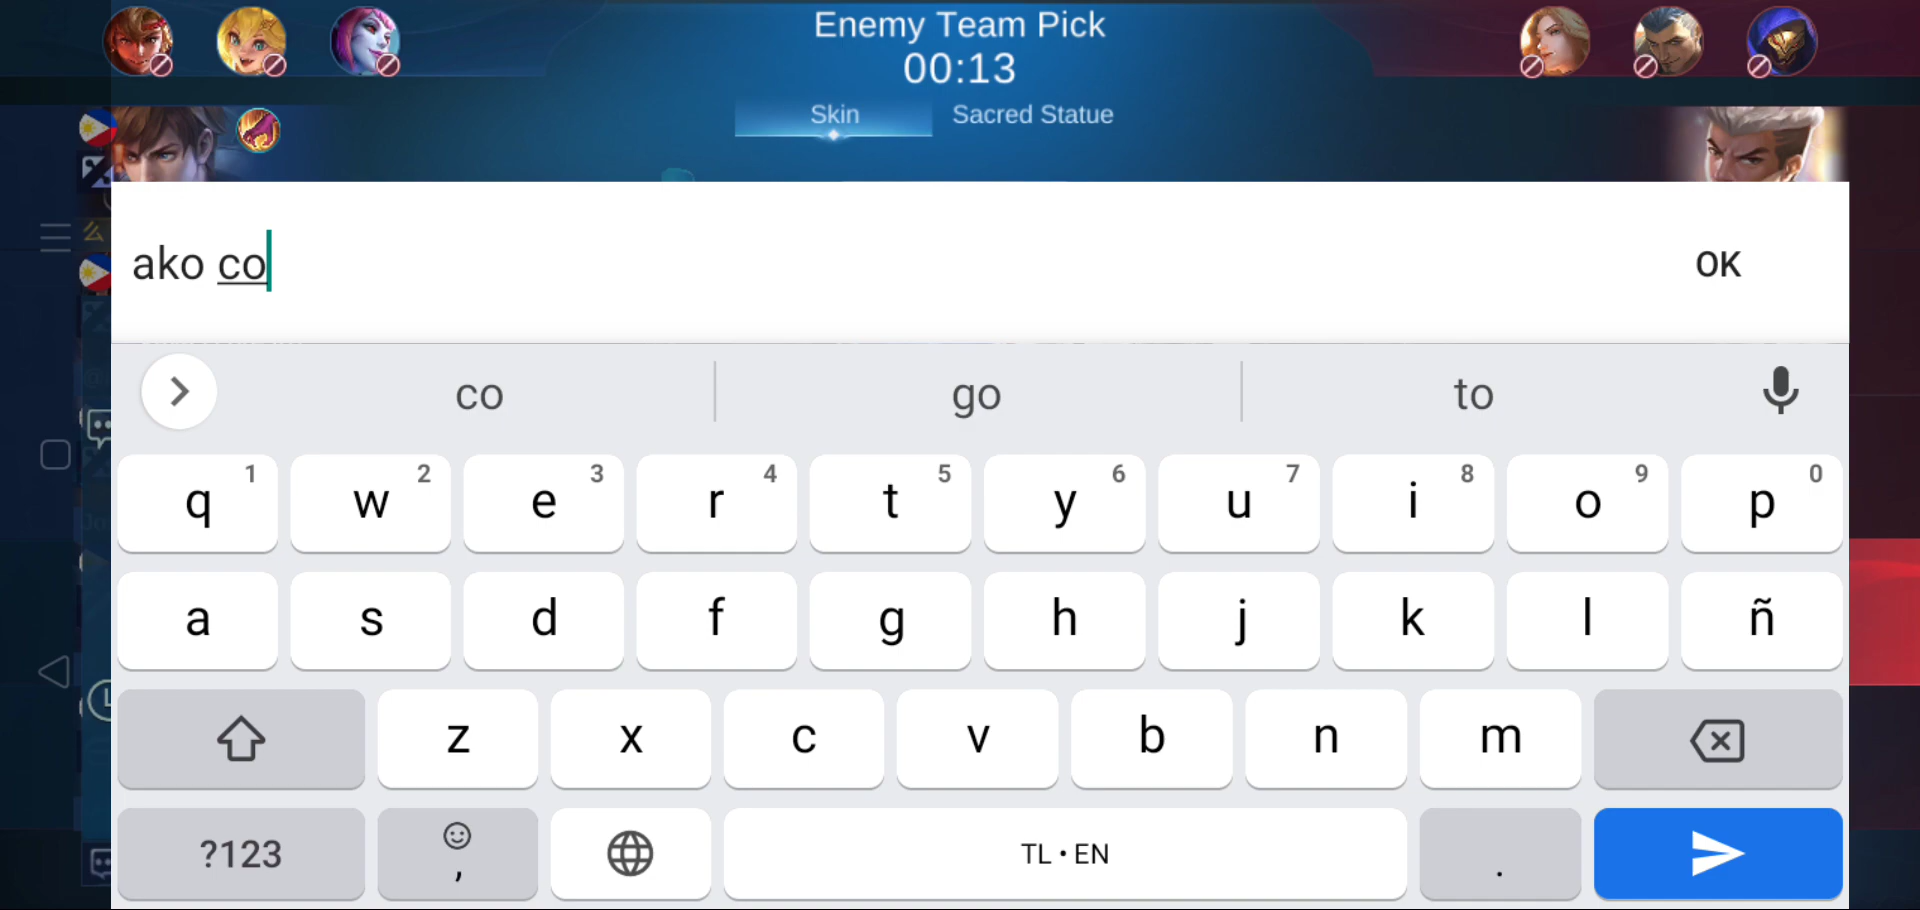 Enemy Team Pick
00:13
Skin Sacred Statue
ako co
OK
co go to
q 1 w 2 e 3 r 4 t 5 y 6 u 7 i 8 o 9 p 0
a s d f g h j k l ñ
z x c v b n m
?123 , TL • EN .